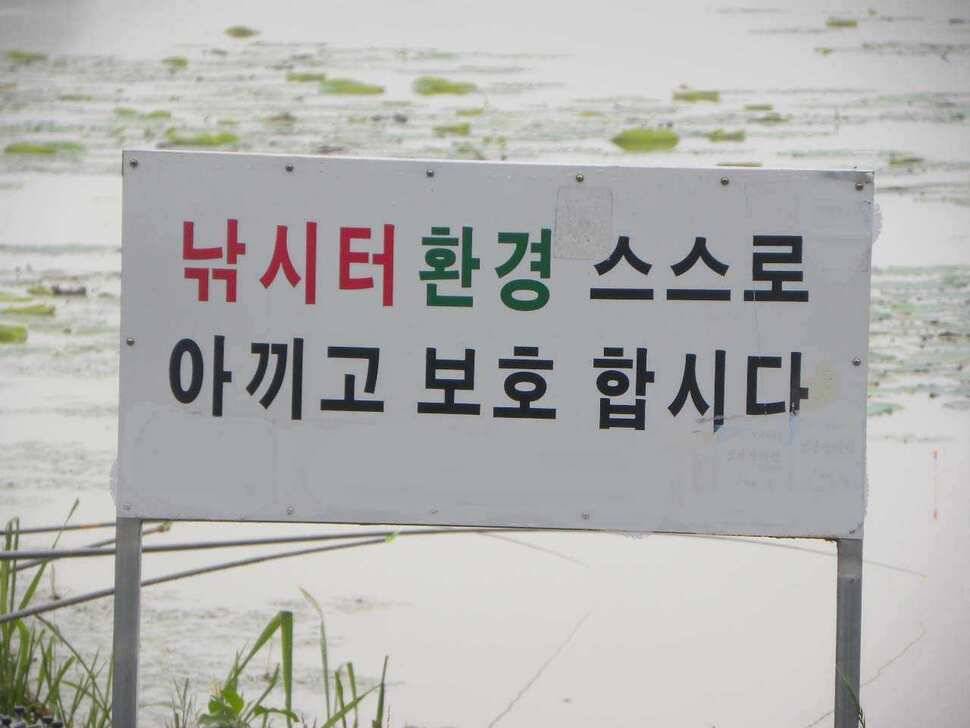 낚시터 환경 스스로
아끼고 보호 합시다